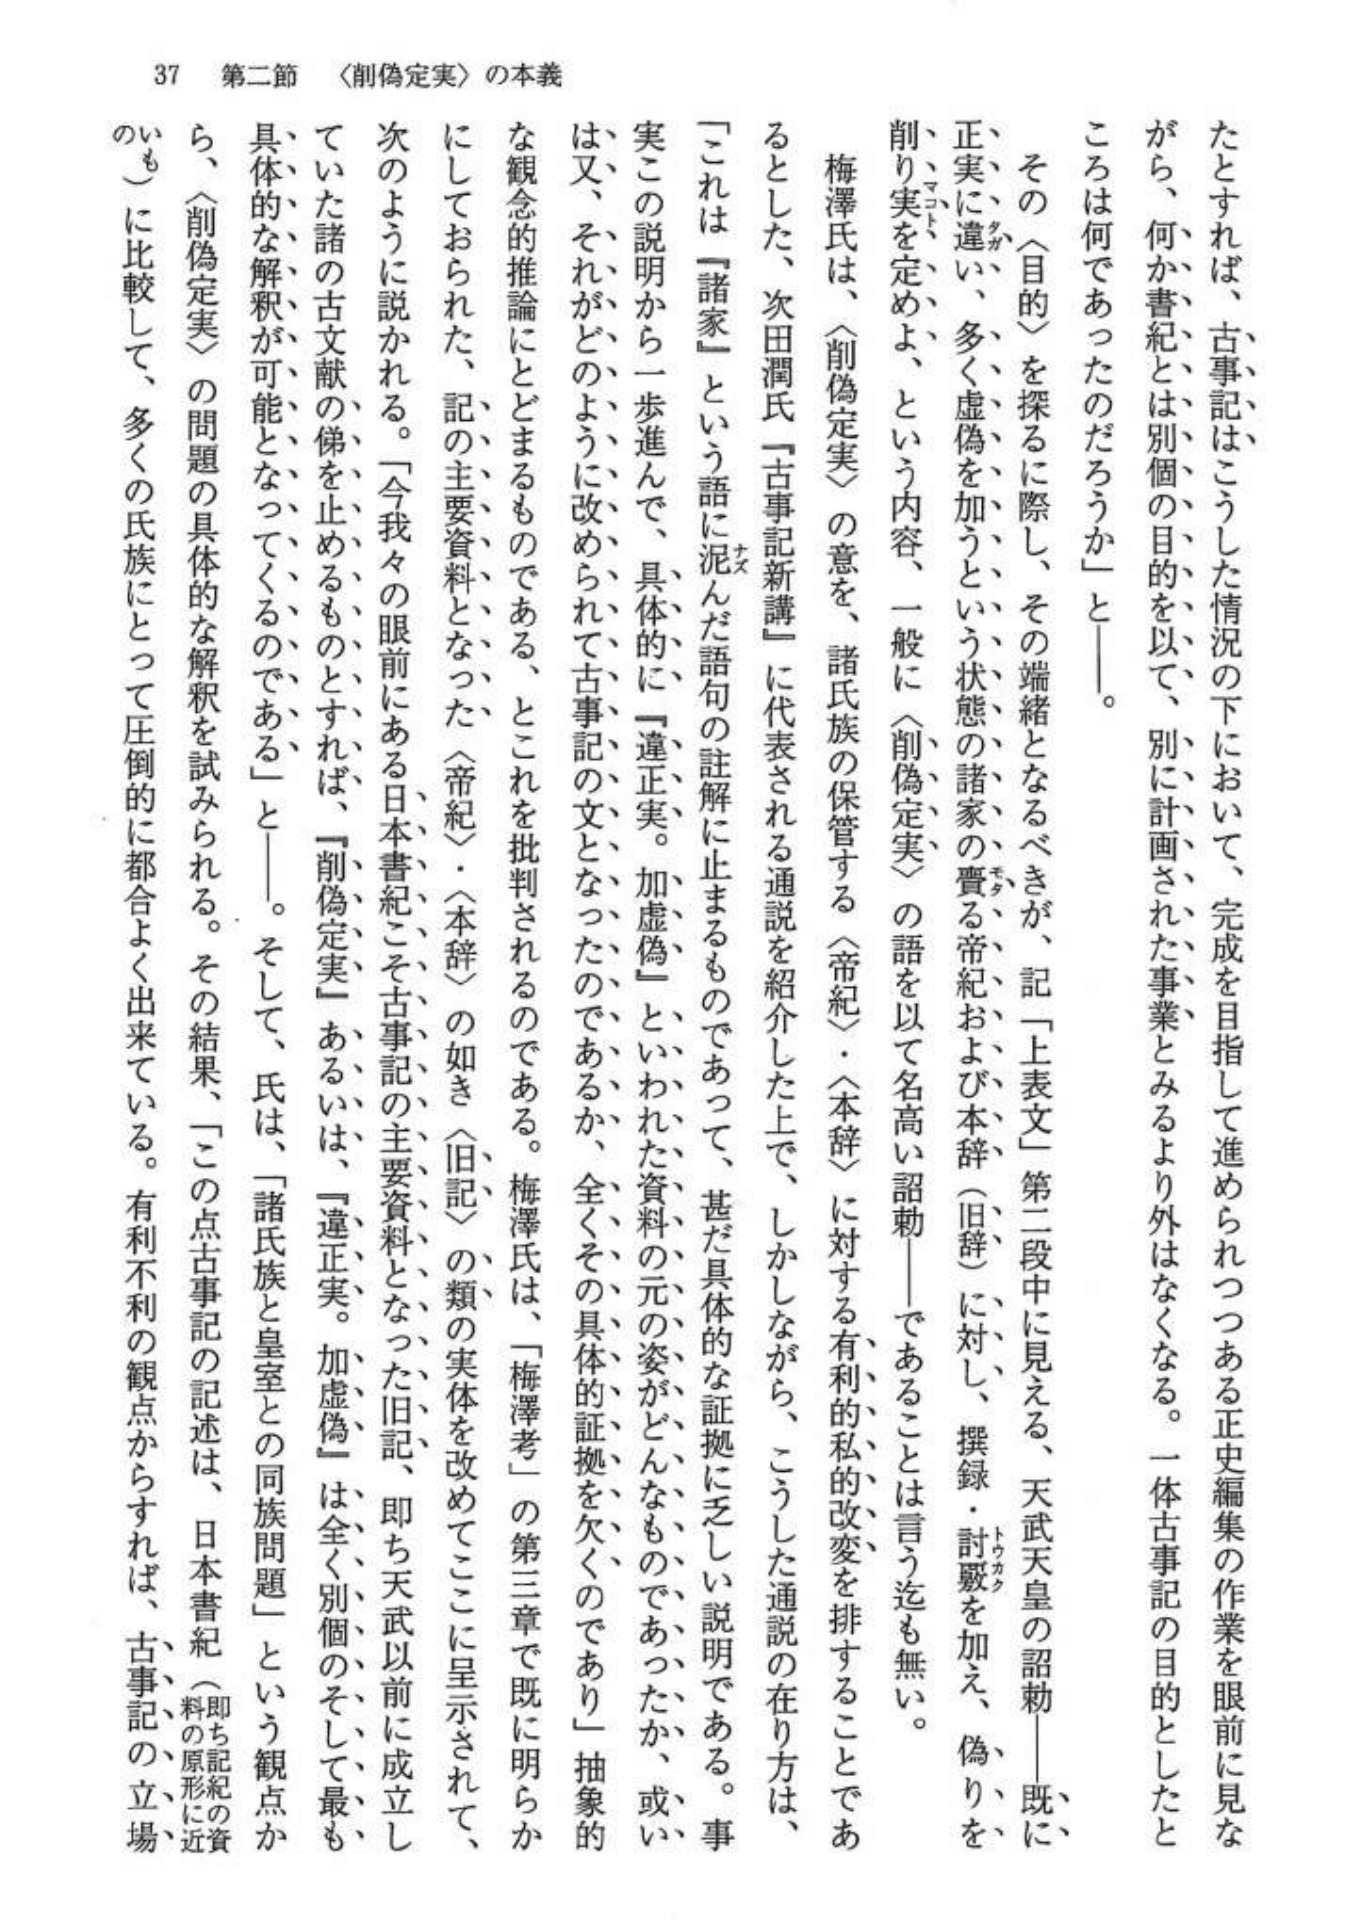 37　第二節　〈削偽定実〉の本義
たとすれば、古事記はこうした情況の下において、完成を目指して進められつつある正史編集の作業を眼前に見な
がら、何か書紀とは別個の目的を以て、別に計画された事業とみるより外はなくなる。一体古事記の目的としたと
ころは何であったのだろうか」と――。
　その〈目的〉を探るに際し、その端緒となるべきが、記「上表文」第二段中に見える、天武天皇の詔勅――既に
正実に違い、多く虚偽を加うという状態の諸家の賷る帝紀および本辞（旧辞）に対し、撰録・討覈を加え、偽りを
削り実を定めよ、という内容、一般に〈削偽定実〉の語を以て名高い詔勅――であることは言う迄も無い。
　梅澤氏は、〈削偽定実〉の意を、諸氏族の保管する〈帝紀〉・〈本辞〉に対する有利的私的改変を排することであ
るとした、次田潤氏『古事記新講』に代表される通説を紹介した上で、しかしながら、こうした通説の在り方は、
「これは『諸家』という語に泥んだ語句の註解に止まるものであって、甚だ具体的な証拠に乏しい説明である。事
実この説明から一歩進んで、具体的に『違正実。加虚偽』といわれた資料の元の姿がどんなものであったか、或い
は又、それがどのように改められて古事記の文となったのであるか、全くその具体的証拠を欠くのであり」抽象的
な観念的推論にとどまるものである、とこれを批判されるのである。梅澤氏は、「梅澤考」の第三章で既に明らか
にしておられた、記の主要資料となった〈帝紀〉・〈本辞〉の如き〈旧記〉の類の実体を改めてここに呈示されて、
次のように説かれる。「今我々の眼前にある日本書紀こそ古事記の主要資料となった旧記、即ち天武以前に成立し
ていた諸の古文献の俤を止めるものとすれば、『削偽定実』あるいは、『違正実。加虚偽』は全く別個のそして最も
具体的な解釈が可能となってくるのである」と――。そして、氏は、「諸氏族と皇室との同族問題」という観点か
ら、〈削偽定実〉の問題の具体的な解釈を試みられる。その結果、「この点古事記の記述は、日本書紀（即ち記紀の資料の原形に近
いもの）に比較して、多くの氏族にとって圧倒的に都合よく出来ている。有利不利の観点からすれば、古事記の立場